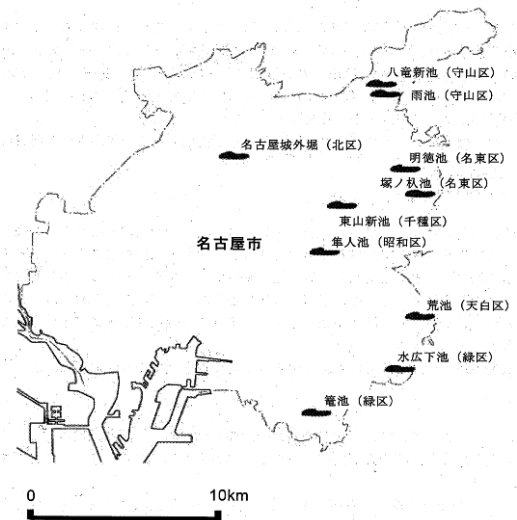 八竜新池（守山区）
雨池（守山区）
名古屋城外堀（北区）
明徳池（名東区）
塚ノ杁池（名東区）
東山新池（千種区）
名古屋市
隼人池（昭和区）
荒池（天白区）
水広下池（緑区）
篭池（緑区）
0
10km